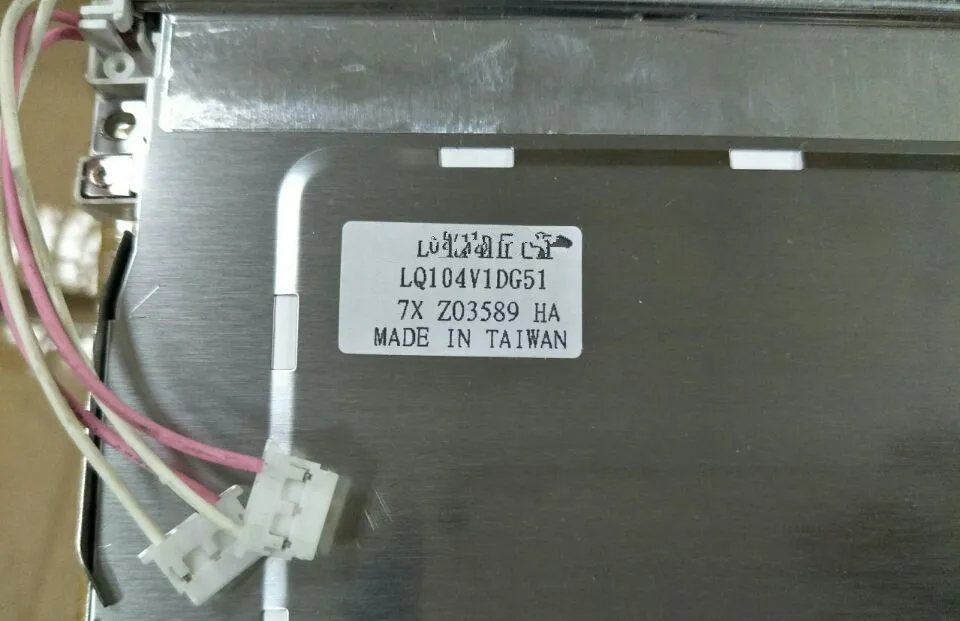 LQ104V1DG51
7X Z03589 HA
MADE IN TAIWAN